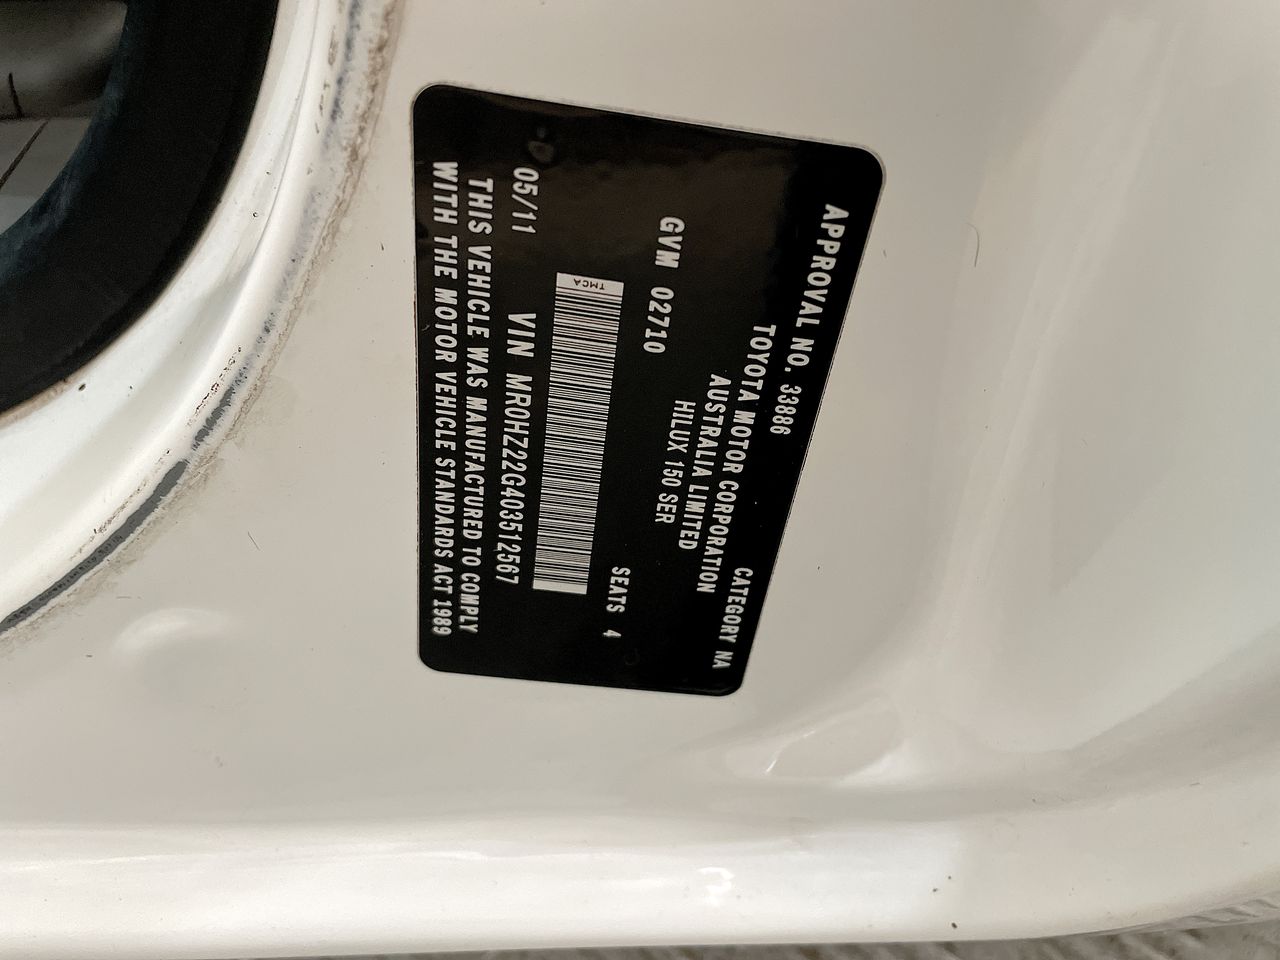 APPROVAL NO. 33886 CATEGORY NA
TOYOTA MOTOR CORPORATION
AUSTRALIA LIMITED
HILUX 150 SER
GVM 02710 SEATS 4
TMCA
05/11 VIN MR0HZ22G403512567
THIS VEHICLE WAS MANUFACTURED TO COMPLY
WITH THE MOTOR VEHICLE STANDARDS ACT 1989